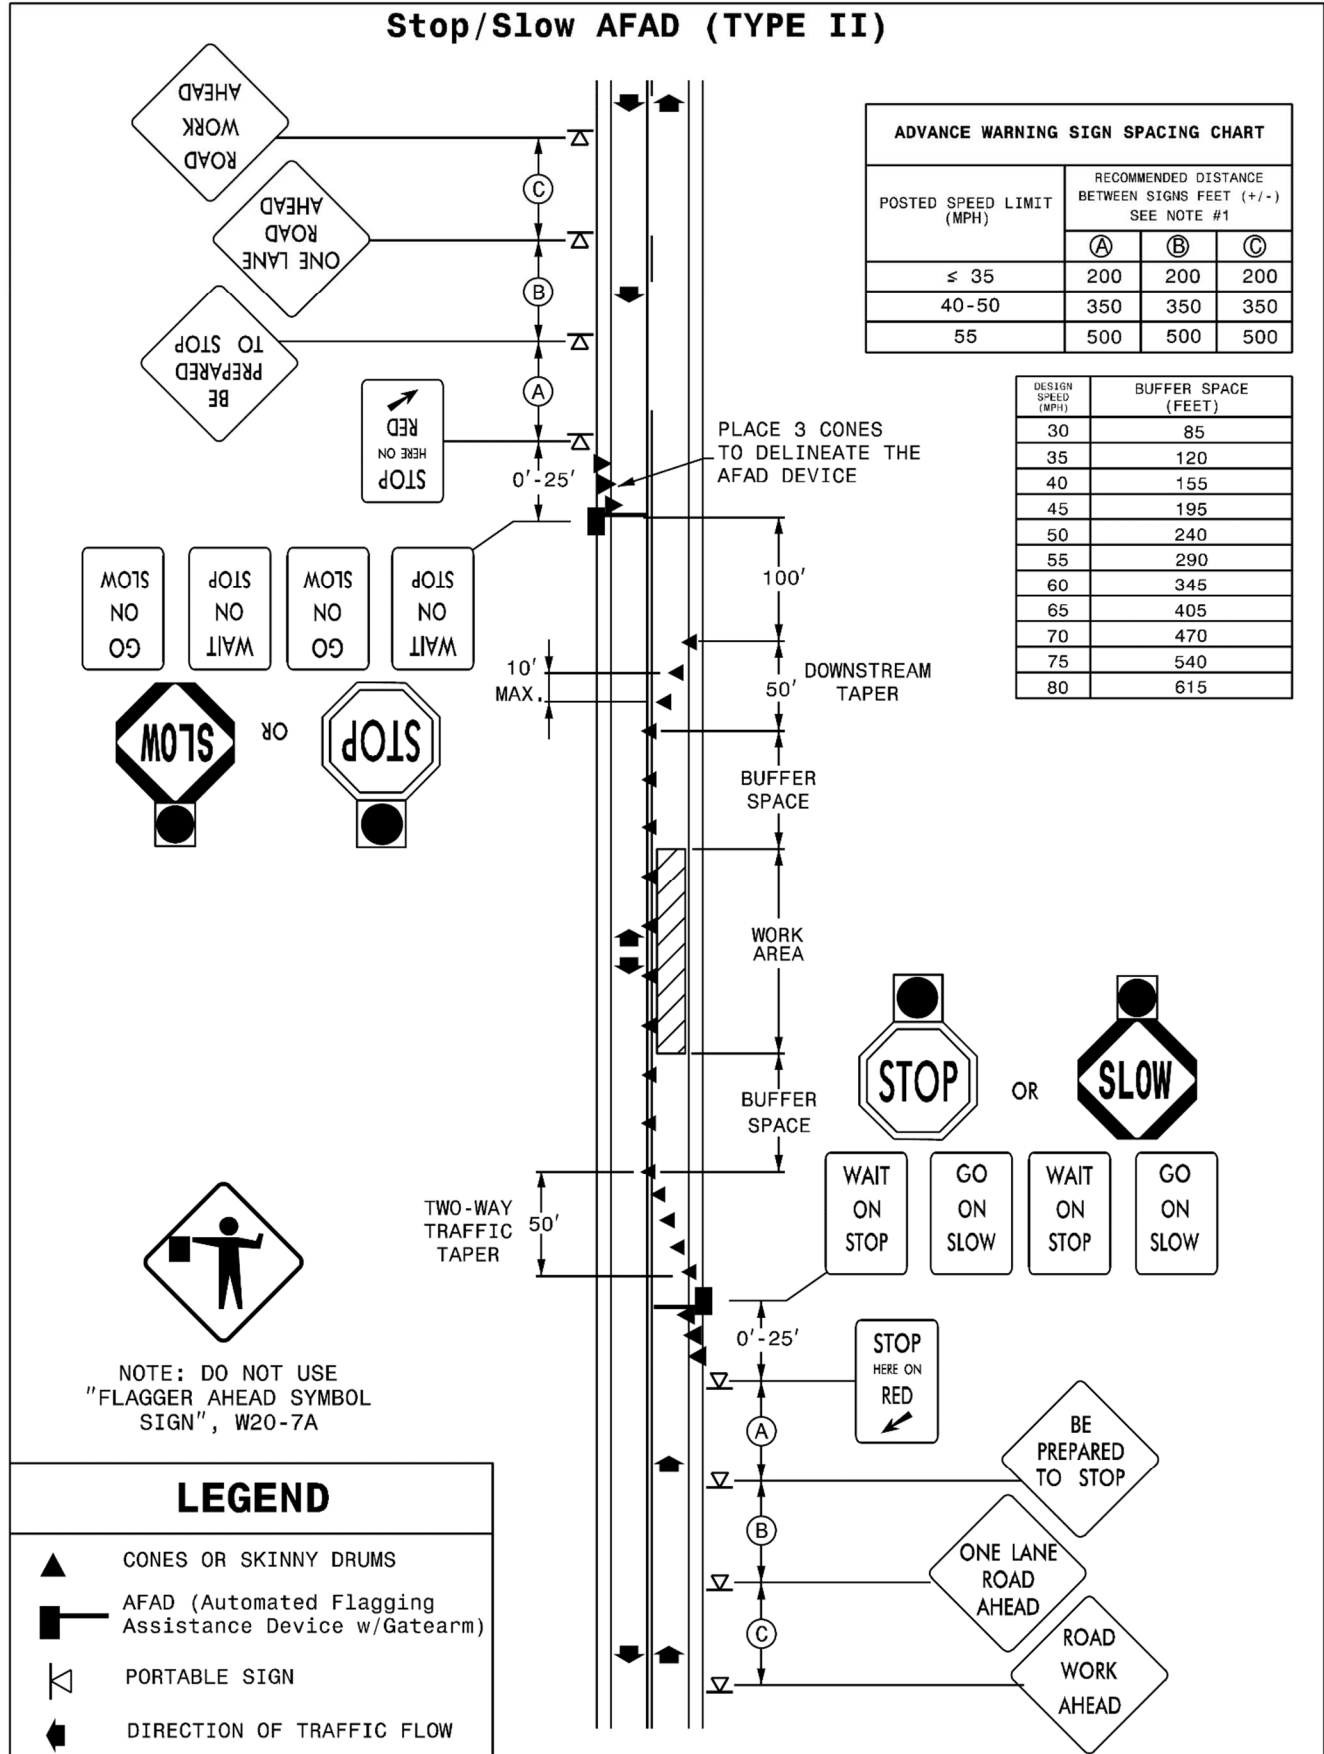 Stop/Slow AFAD (TYPE II)
ROAD
WORK
AHEAD
ONE LANE
ROAD
AHEAD
BE
PREPARED
TO STOP
STOP
HERE ON
RED
C
B
A
0'-25'
PLACE 3 CONES
TO DELINEATE THE
AFAD DEVICE
ADVANCE WARNING SIGN SPACING CHART
POSTED SPEED LIMIT
(MPH)
RECOMMENDED DISTANCE
BETWEEN SIGNS FEET (+/-)
SEE NOTE #1
A B C
≤ 35 200 200 200
40-50 350 350 350
55 500 500 500
DESIGN
SPEED
(MPH)
BUFFER SPACE
(FEET)
30 85
35 120
40 155
45 195
50 240
55 290
60 345
65 405
70 470
75 540
80 615
GO
ON
SLOW
WAIT
ON
STOP
GO
ON
SLOW
WAIT
ON
STOP
SLOW
OR
STOP
100'
10'
MAX.
50'
DOWNSTREAM
TAPER
BUFFER
SPACE
WORK
AREA
BUFFER
SPACE
STOP
OR
SLOW
WAIT
ON
STOP
GO
ON
SLOW
WAIT
ON
STOP
GO
ON
SLOW
TWO-WAY
TRAFFIC
TAPER
50'
0'-25'
STOP
HERE ON
RED
A
B
C
BE
PREPARED
TO STOP
ONE LANE
ROAD
AHEAD
ROAD
WORK
AHEAD
NOTE: DO NOT USE
"FLAGGER AHEAD SYMBOL
SIGN", W20-7A
LEGEND
CONES OR SKINNY DRUMS
AFAD (Automated Flagging
Assistance Device w/Gatearm)
PORTABLE SIGN
DIRECTION OF TRAFFIC FLOW